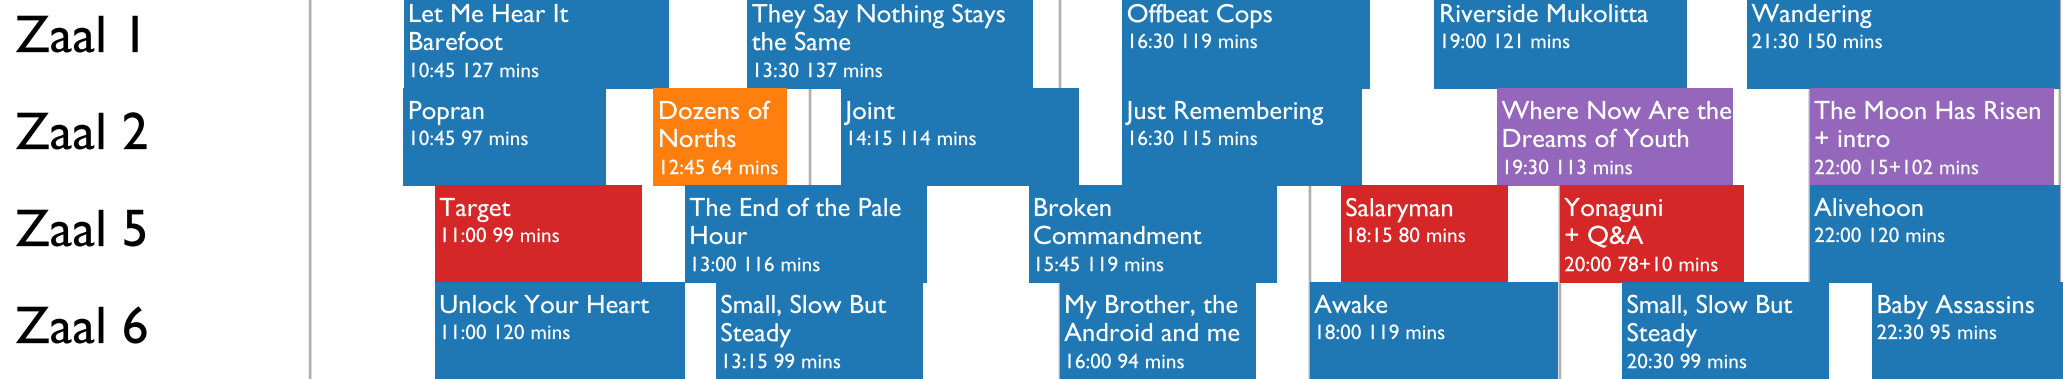 Zaal 1
Let Me Hear It
Barefoot
10:45 127 mins
They Say Nothing Stays
the Same
13:30 137 mins
Offbeat Cops
16:30 119 mins
Riverside Mukolitta
19:00 121 mins
Wandering
21:30 150 mins
Zaal 2
Popran
10:45 97 mins
Dozens of
Norths
12:45 64 mins
Joint
14:15 114 mins
Just Remembering
16:30 115 mins
Where Now Are the
Dreams of Youth
19:30 113 mins
The Moon Has Risen
+ intro
22:00 15+102 mins
Zaal 5
Target
11:00 99 mins
The End of the Pale
Hour
13:00 116 mins
Broken
Commandment
15:45 119 mins
Salaryman
18:15 80 mins
Yonaguni
+ Q&A
20:00 78+10 mins
Alivehoon
22:00 120 mins
Zaal 6
Unlock Your Heart
11:00 120 mins
Small, Slow But
Steady
13:15 99 mins
My Brother, the
Android and me
16:00 94 mins
Awake
18:00 119 mins
Small, Slow But
Steady
20:30 99 mins
Baby Assassins
22:30 95 mins